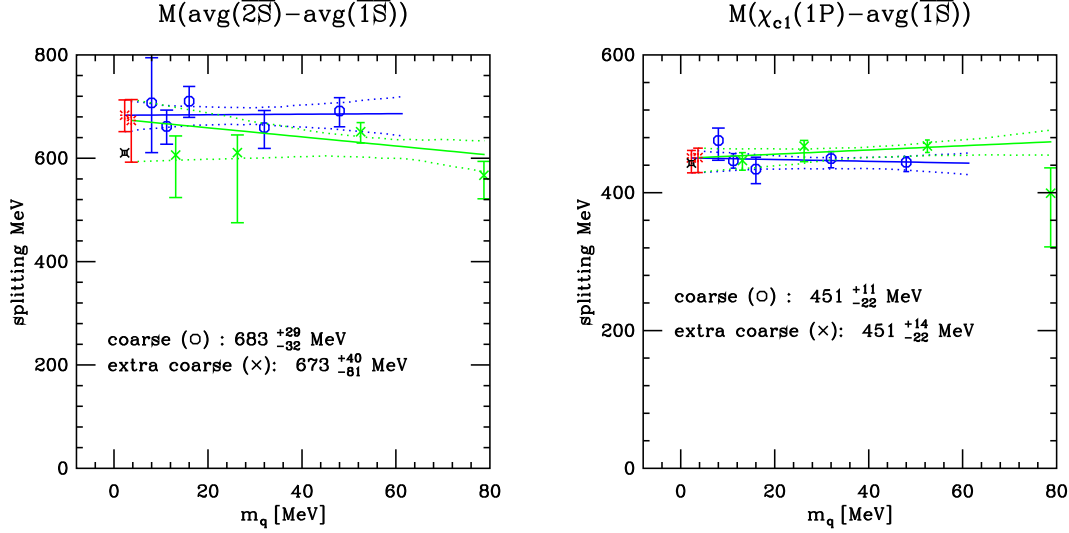 M(avg(2S)−avg(1S))
800
600
400
200
0
splitting MeV
coarse (○) : 683 +29 −32 MeV
extra coarse (×): 673 +40 −81 MeV
0 20 40 60 80
m_q [MeV]
M(χc1(1P)−avg(1S))
600
400
200
0
splitting MeV
coarse (○) : 451 +11 −22 MeV
extra coarse (×): 451 +14 −22 MeV
0 20 40 60 80
m_q [MeV]